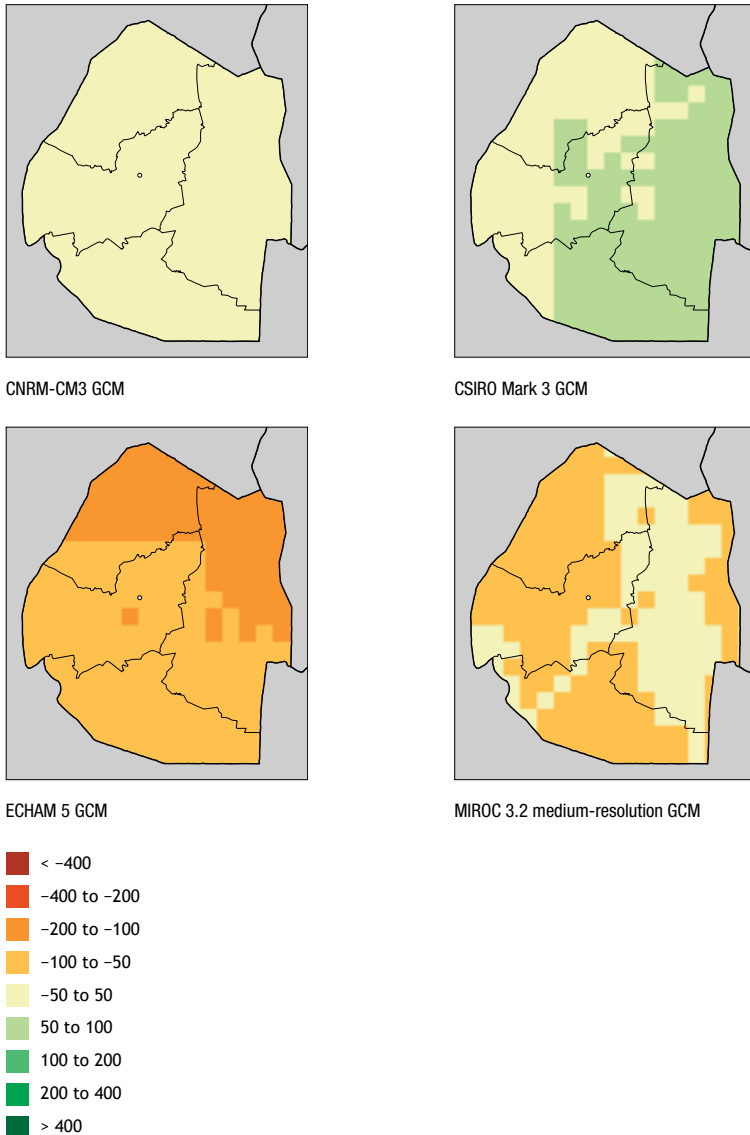 CNRM-CM3 GCM
CSIRO Mark 3 GCM
ECHAM 5 GCM
MIROC 3.2 medium-resolution GCM
< −400
−400 to −200
−200 to −100
−100 to −50
−50 to 50
50 to 100
100 to 200
200 to 400
> 400